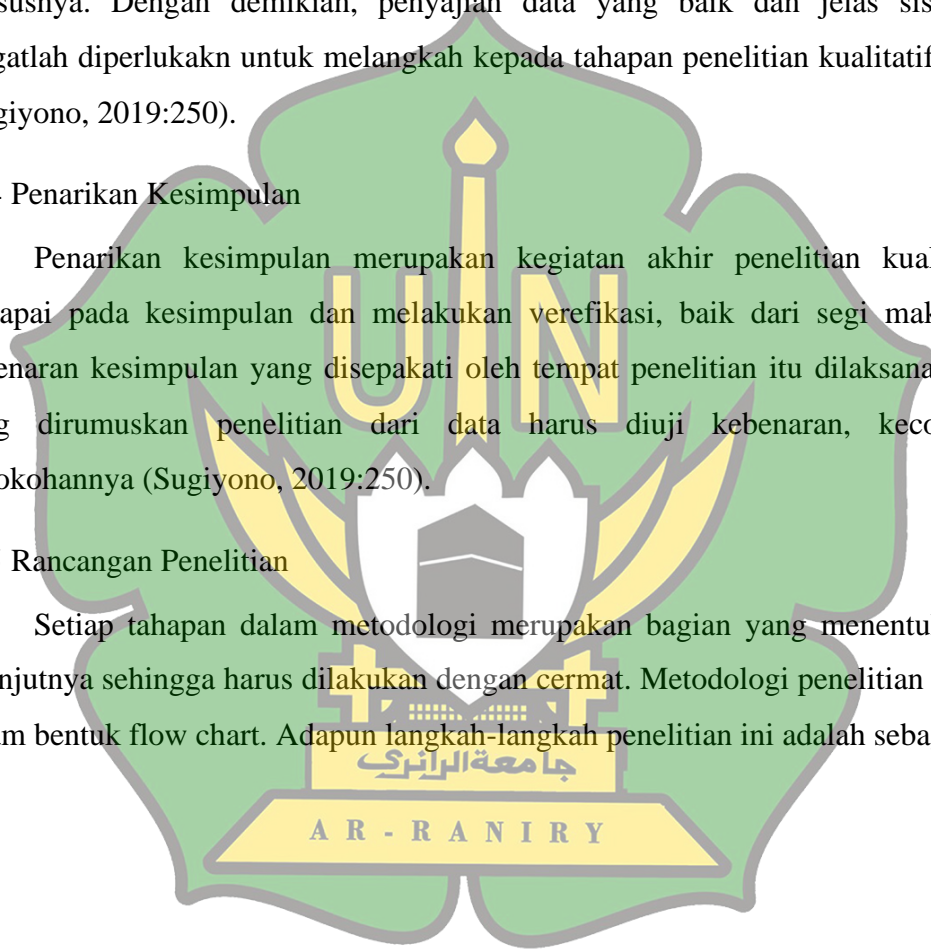 susnya. Dengan demikian, penyajian data yang baik dan jelas sis
gatlah diperlukakn untuk melangkah kepada tahapan penelitian kualitatif
giyono, 2019:250).
Penarikan Kesimpulan
Penarikan kesimpulan merupakan kegiatan akhir penelitian kual
apai pada kesimpulan dan melakukan verefikasi, baik dari segi mak
enaran kesimpulan yang disepakati oleh tempat penelitian itu dilaksana
g dirumuskan penelitian dari data harus diuji kebenaran, keco
okohannya (Sugiyono, 2019:250).
Rancangan Penelitian
Setiap tahapan dalam metodologi merupakan bagian yang menentu
njutnya sehingga harus dilakukan dengan cermat. Metodologi penelitian
m bentuk flow chart. Adapun langkah-langkah penelitian ini adalah seba
UIN
جامعة الرانري
AR-RANIRY